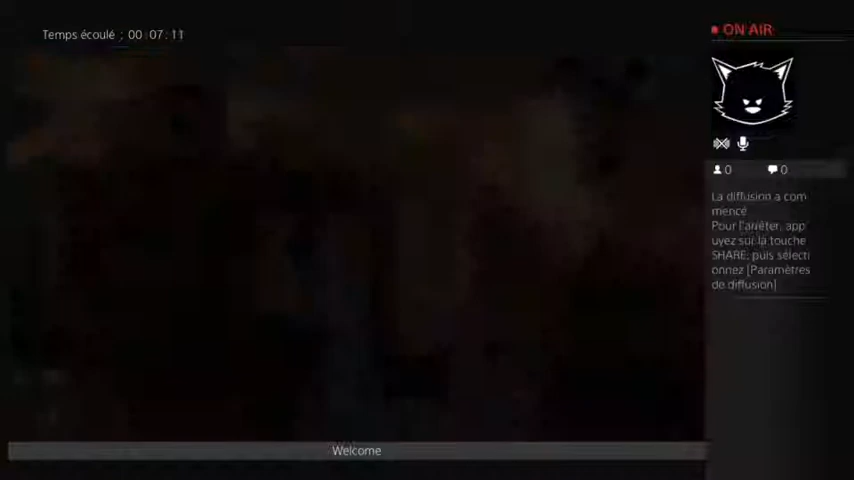 Temps écoulé : 00:07:11
ON AIR
0 0
La diffusion a com
mencé
Pour l'arrêter, app
uyez sur la touche
SHARE, puis sélecti
onnez [Paramètres
de diffusion]
Welcome